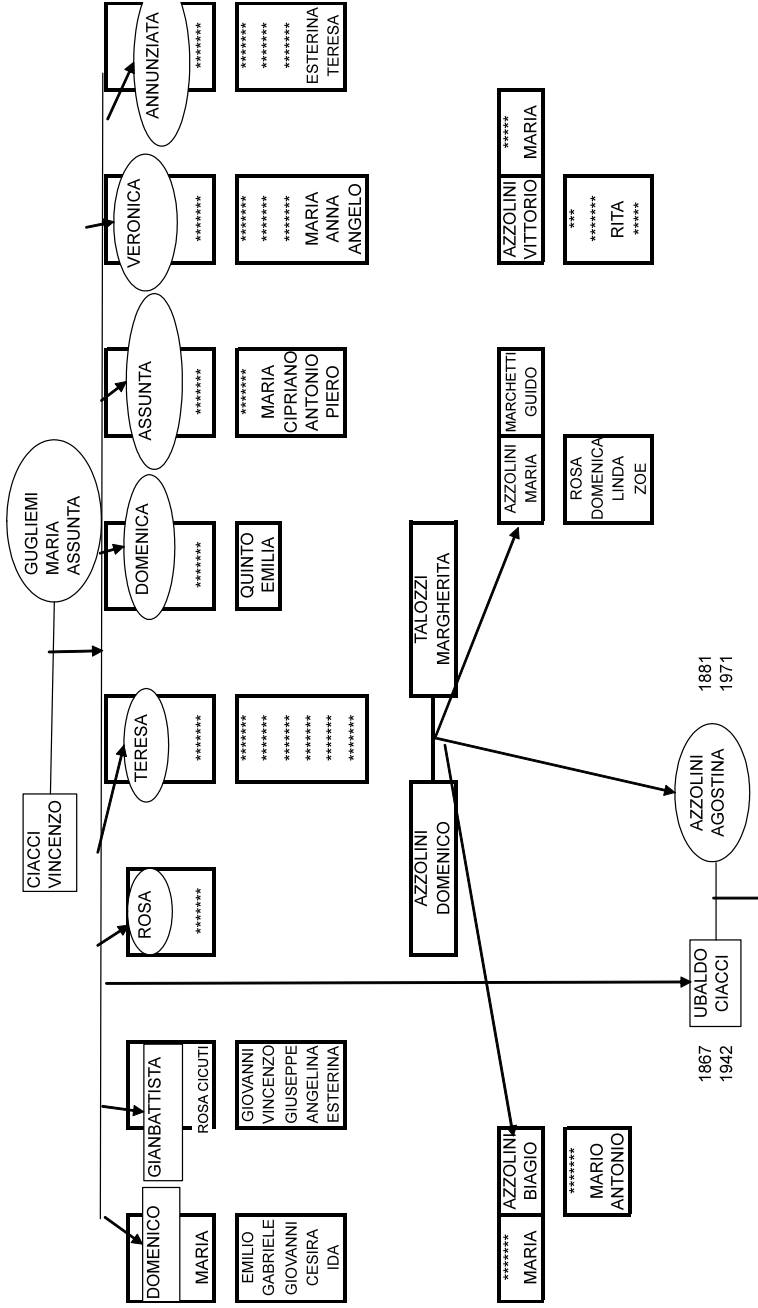 CIACCI
VINCENZO
GUGLIEMI
MARIA
ASSUNTA
DOMENICO
MARIA
EMILIO
GABRIELE
GIOVANNI
CESIRA
IDA
GIANBATTISTA
ROSA CICUTI
GIOVANNI
VINCENZO
GIUSEPPE
ANGELINA
ESTERINA
ROSA
********
TERESA
********
********
********
********
********
********
DOMENICA
********
QUINTO
EMILIA
ASSUNTA
********
*******
MARIA
CIPRIANO
ANTONIO
PIERO
VERONICA
********
********
********
********
MARIA
ANNA
ANGELO
ANNUNZIATA
********
********
********
********
ESTERINA
TERESA
AZZOLINI
DOMENICO
TALOZZI
MARGHERITA
*******
MARIA
AZZOLINI
BIAGIO
*******
MARIO
ANTONIO
AZZOLINI
MARIA
MARCHETTI
GUIDO
ROSA
DOMENICA
LINDA
ZOE
AZZOLINI
VITTORIO
*****
MARIA
***
********
RITA
*****
1867
1942
UBALDO
CIACCI
AZZOLINI
AGOSTINA
1881
1971